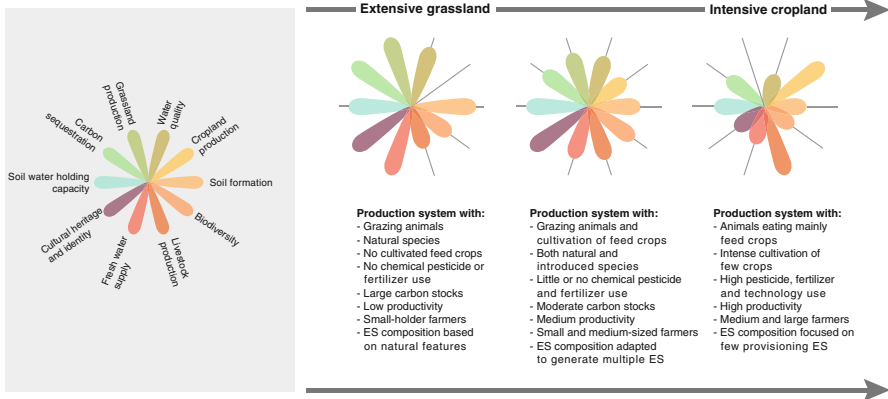 Extensive grassland
Intensive cropland
Grassland
production
Water
quality
Cropland
production
Soil formation
Biodiversity
Livestock
production
Fresh water
supply
Cultural heritage
and identity
Soil water holding
capacity
Carbon
sequestration
Production system with:
- Grazing animals
- Natural species
- No cultivated feed crops
- No chemical pesticide or
fertilizer use
- Large carbon stocks
- Low productivity
- Small-holder farmers
- ES composition based
on natural features
Production system with:
- Grazing animals and
cultivation of feed crops
- Both natural and
introduced species
- Little or no chemical pesticide
and fertilizer use
- Moderate carbon stocks
- Medium productivity
- Small and medium-sized farmers
- ES composition adapted
to generate multiple ES
Production system with:
- Animals eating mainly
feed crops
- Intense cultivation of
few crops
- High pesticide, fertilizer
and technology use
- High productivity
- Medium and large farmers
- ES composition focused on
few provisioning ES